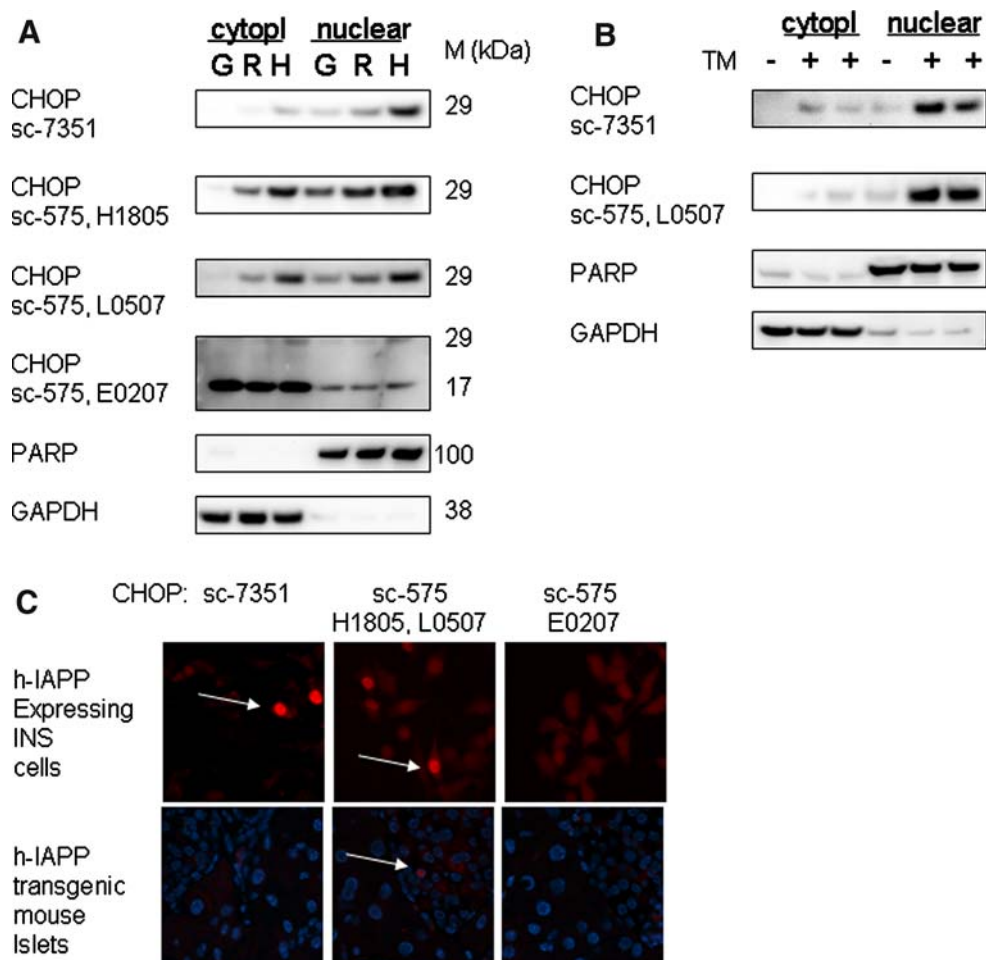 A
cytopl nuclear
G R H G R H M (kDa)
CHOP
sc-7351
29
CHOP
sc-575, H1805
29
CHOP
sc-575, L0507
29
CHOP
sc-575, E0207
29
17
PARP
100
GAPDH
38
B
cytopl nuclear
TM - + + - + +
CHOP
sc-7351
CHOP
sc-575, L0507
PARP
GAPDH
C
CHOP: sc-7351 sc-575 sc-575
H1805, L0507 E0207
h-IAPP
Expressing
INS
cells
h-IAPP
transgenic
mouse
Islets